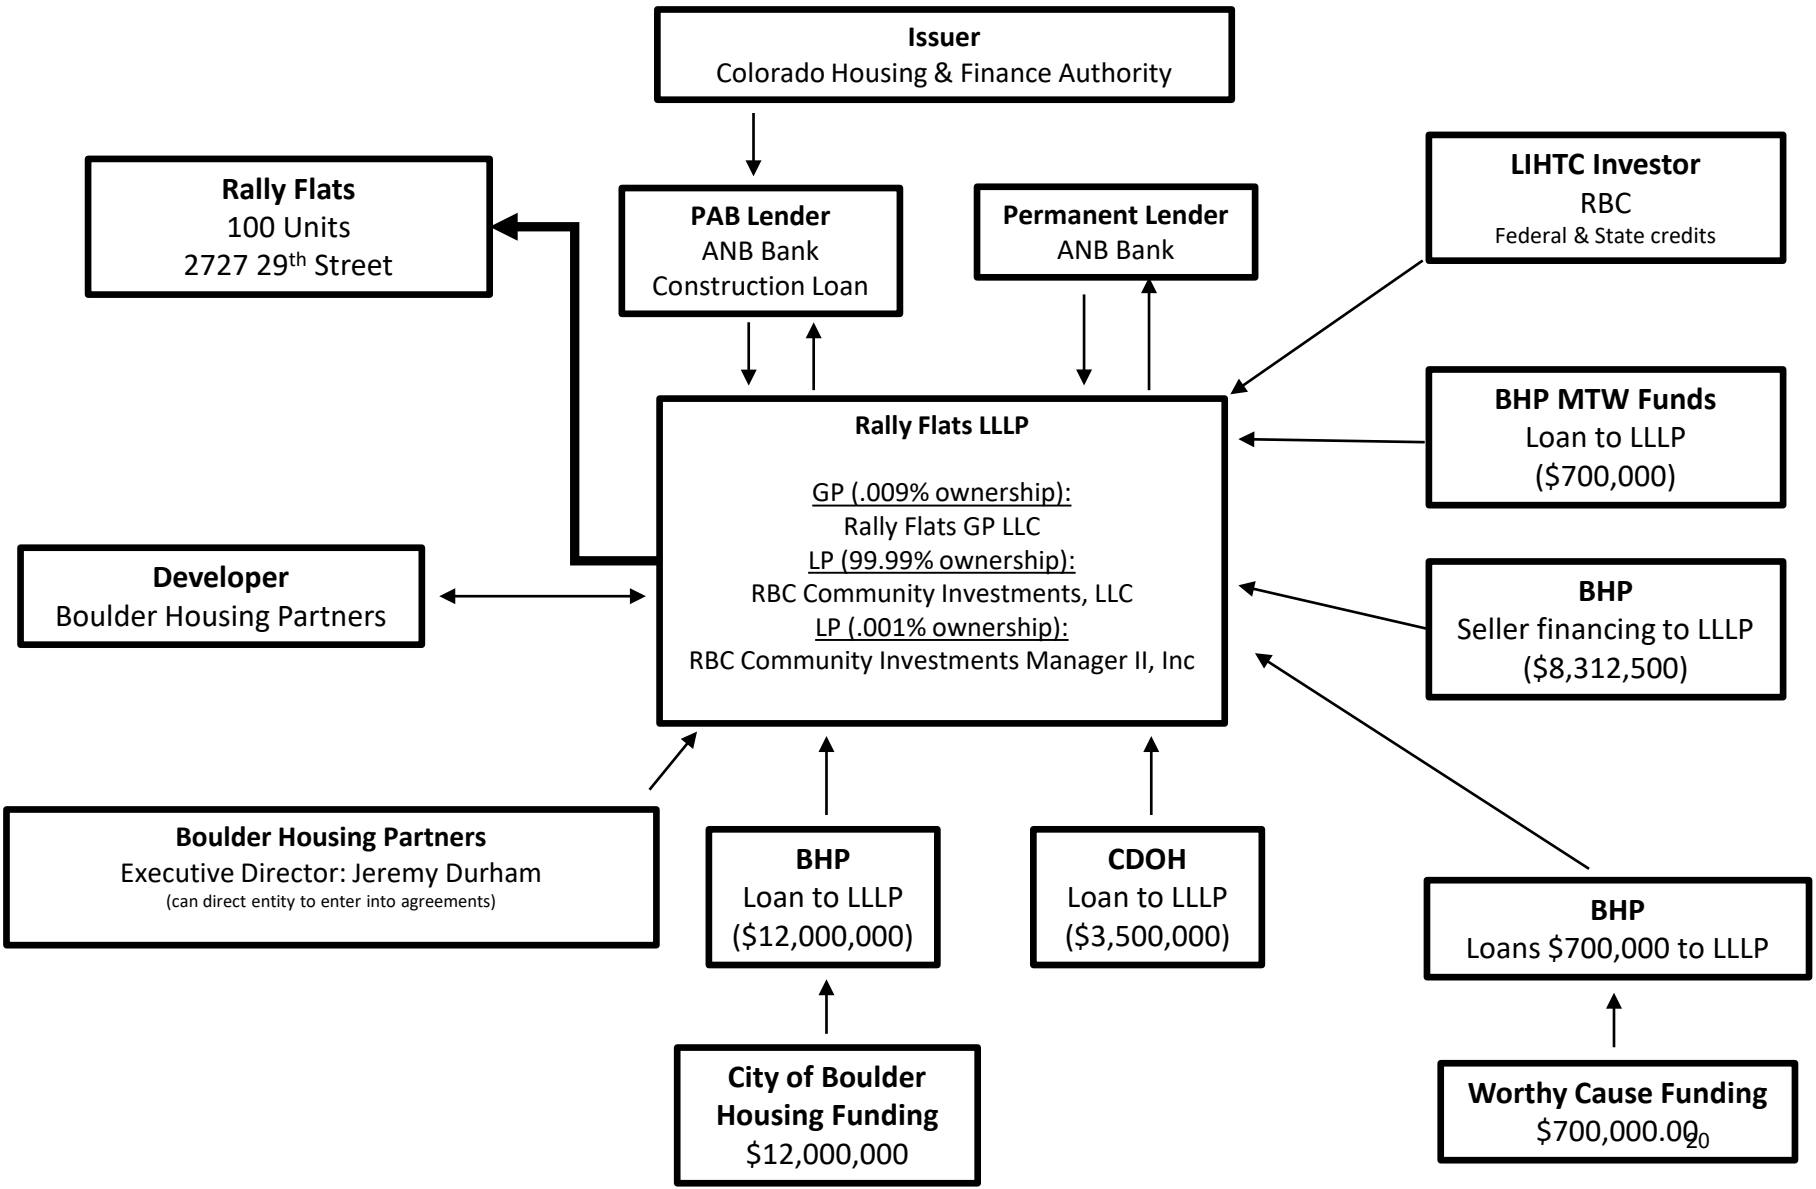 Issuer
Colorado Housing & Finance Authority
Rally Flats
100 Units
2727 29th Street
PAB Lender
ANB Bank
Construction Loan
Permanent Lender
ANB Bank
LIHTC Investor
RBC
Federal & State credits
Rally Flats LLLP
GP (.009% ownership):
Rally Flats GP LLC
LP (99.99% ownership):
RBC Community Investments, LLC
LP (.001% ownership):
RBC Community Investments Manager II, Inc
BHP MTW Funds
Loan to LLLP
($700,000)
Developer
Boulder Housing Partners
BHP
Seller financing to LLLP
($8,312,500)
Boulder Housing Partners
Executive Director: Jeremy Durham
(can direct entity to enter into agreements)
BHP
Loan to LLLP
($12,000,000)
CDOH
Loan to LLLP
($3,500,000)
BHP
Loans $700,000 to LLLP
City of Boulder
Housing Funding
$12,000,000
Worthy Cause Funding
$700,000.00
20